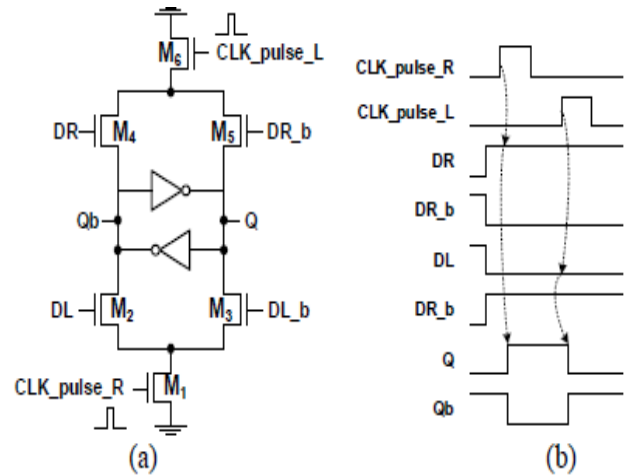 M6
CLK_pulse_L
DR
M4
M5
DR_b
Qb
Q
DL
M2
M3
DL_b
CLK_pulse_R
M1
(a)
CLK_pulse_R
CLK_pulse_L
DR
DR_b
DL
DR_b
Q
Qb
(b)